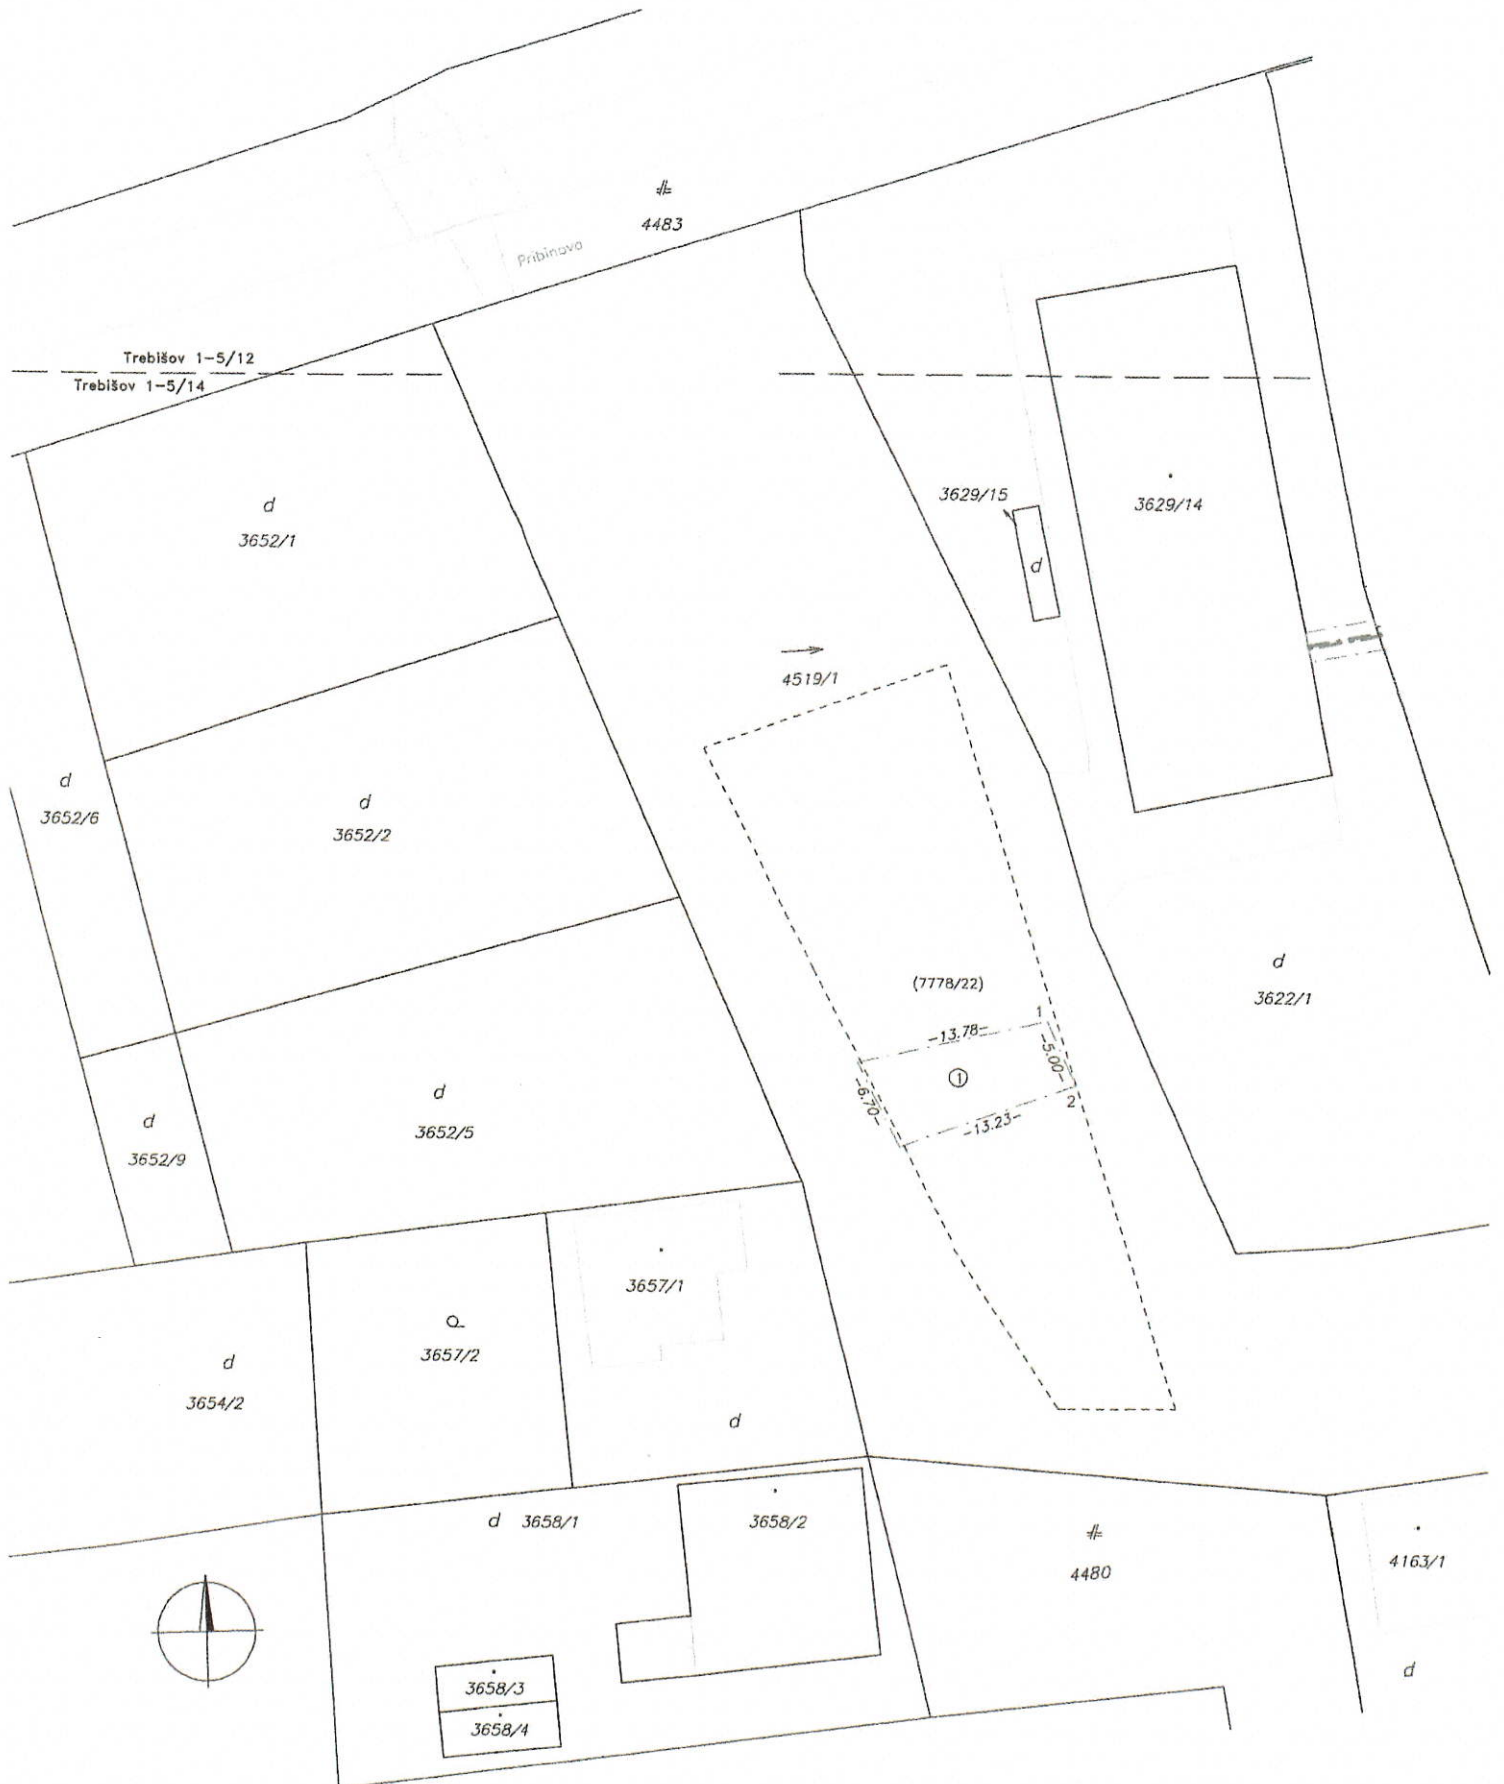 4483
Pribinova
Trebišov 1-5/12
Trebišov 1-5/14
d
3652/1
3629/15
3629/14
d
4519/1
d
3652/6
d
3652/2
(7778/22)
d
3622/1
1
-13.78-
-5.00-
①
-6.70-
2
-13.23-
d
3652/5
d
3652/9
3657/1
3657/2
d
3654/2
d
d 3658/1
3658/2
4480
4163/1
d
3658/3
3658/4